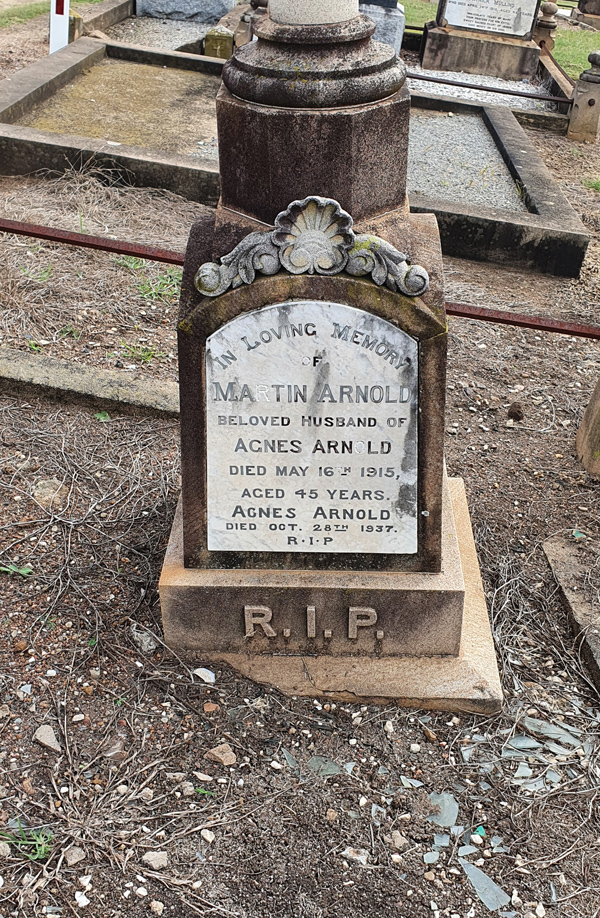 IN LOVING MEMORY
OF
MARTIN ARNOLD
BELOVED HUSBAND OF
AGNES ARNOLD
DIED MAY 16TH 1915,
AGED 45 YEARS.
AGNES ARNOLD
DIED OCT. 28TH 1937.
R·I·P
R.I.P.